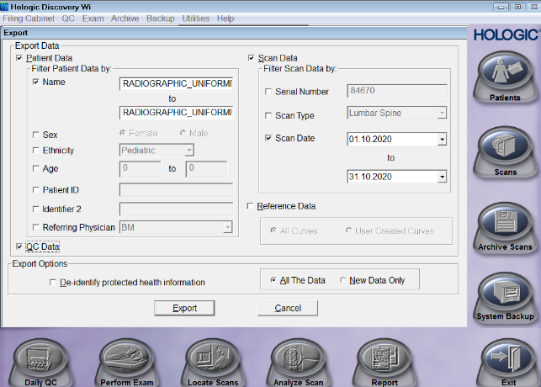 Hologic Discovery Wi
Filing Cabinet QC Exam Archive Backup Utilities Help
Export
HOLOGIC
Export Data
Patient Data
Filter Patient Data by:
Name RADIOGRAPHIC_UNIFORMI
to
RADIOGRAPHIC_UNIFORMI
Sex Female Male
Ethnicity Pediatric
Age 0 to 0
Patient ID
Identifier 2
Referring Physician BM
QC Data
Scan Data
Filter Scan Data by:
Serial Number 84670
Scan Type Lumbar Spine
Scan Date 01.10.2020
to
31.10.2020
Reference Data
All Curves User Created Curves
Export Options
De-identify protected health information
All The Data New Data Only
Export Cancel
Patients
Scans
Archive Scans
System Backup
Daily QC Perform Exam Locate Scans Analyze Scan Report Exit